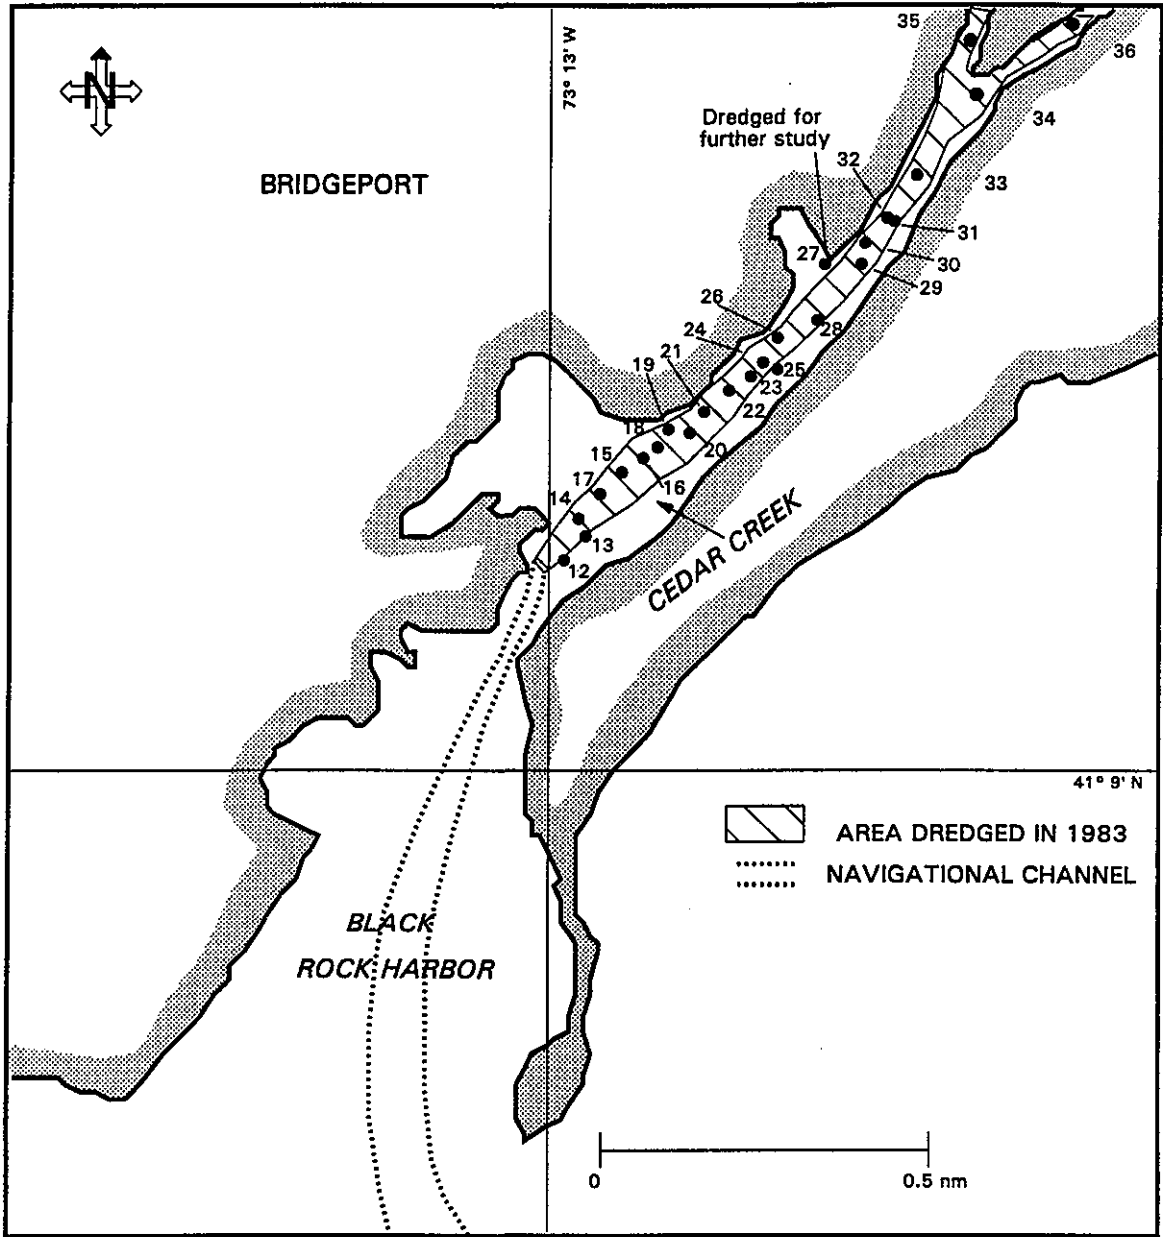 35
36
73° 13' W
N
34
Dredged for
further study
32
BRIDGEPORT
33
31
27
30
29
26
28
24
21
25
19
23
22
18
20
15
17
16
14
13
12
CEDAR CREEK
41° 9' N
AREA DREDGED IN 1983
NAVIGATIONAL CHANNEL
BLACK
ROCK HARBOR
0
0.5 nm